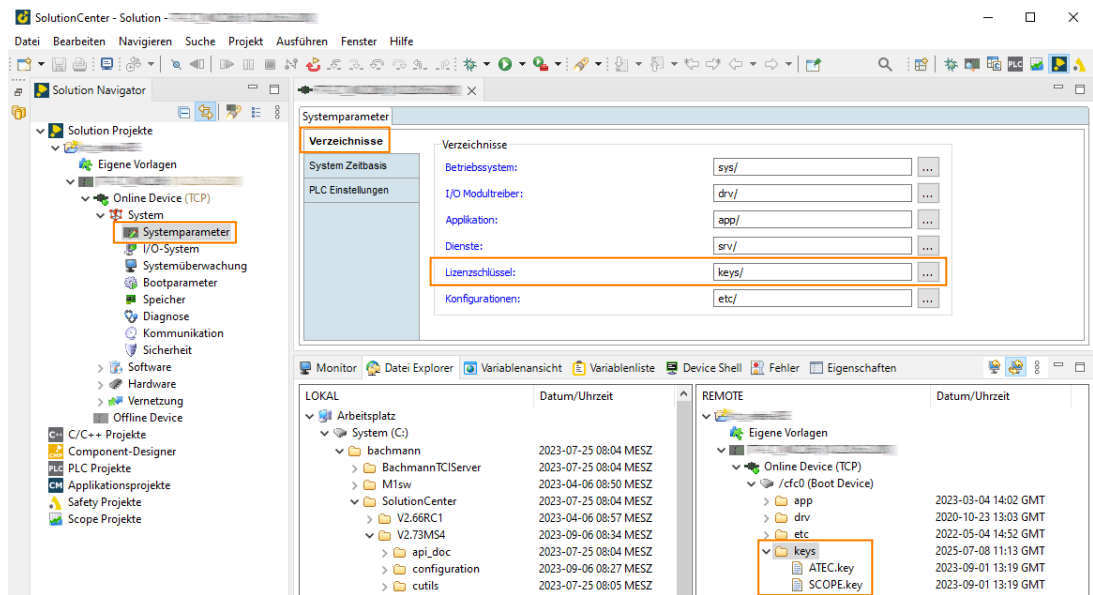 SolutionCenter - Solution -
Datei Bearbeiten Navigieren Suche Projekt Ausführen Fenster Hilfe
PLC
Solution Navigator
Solution Projekte
Eigene Vorlagen
Online Device (TCP)
System
Systemparameter
I/O-System
Systemüberwachung
Bootparameter
Speicher
Diagnose
Kommunikation
Sicherheit
Software
Hardware
Vernetzung
Offline Device
C++ C/C++ Projekte
CMP Component-Designer
PLC PLC Projekte
CM Applikationsprojekte
Safety Projekte
Scope Projekte
Systemparameter
Verzeichnisse
System Zeitbasis
PLC Einstellungen
Verzeichnisse
Betriebssystem: sys/ ...
I/O Modultreiber: drv/ ...
Applikation: app/ ...
Dienste: srv/ ...
Lizenzschlüssel: keys/ ...
Konfigurationen: etc/ ...
Monitor Datei Explorer Variablenansicht Variablenliste Device Shell Fehler Eigenschaften
LOKAL Datum/Uhrzeit
Arbeitsplatz
System (C:)
bachmann 2023-07-25 08:04 MESZ
BachmannTCIServer 2023-07-25 08:04 MESZ
M1sw 2023-04-06 08:50 MESZ
SolutionCenter 2023-07-25 08:04 MESZ
V2.66RC1 2023-04-06 08:57 MESZ
V2.73MS4 2023-09-06 08:34 MESZ
api_doc 2023-07-25 08:04 MESZ
configuration 2023-09-06 08:27 MESZ
cutils 2023-07-25 08:05 MESZ
REMOTE Datum/Uhrzeit
Eigene Vorlagen
Online Device (TCP)
/cfc0 (Boot Device)
app 2023-03-04 14:02 GMT
drv 2020-10-23 13:03 GMT
etc 2022-05-04 14:52 GMT
keys 2025-07-08 11:13 GMT
ATEC.key 2023-09-01 13:19 GMT
SCOPE.key 2023-09-01 13:19 GMT